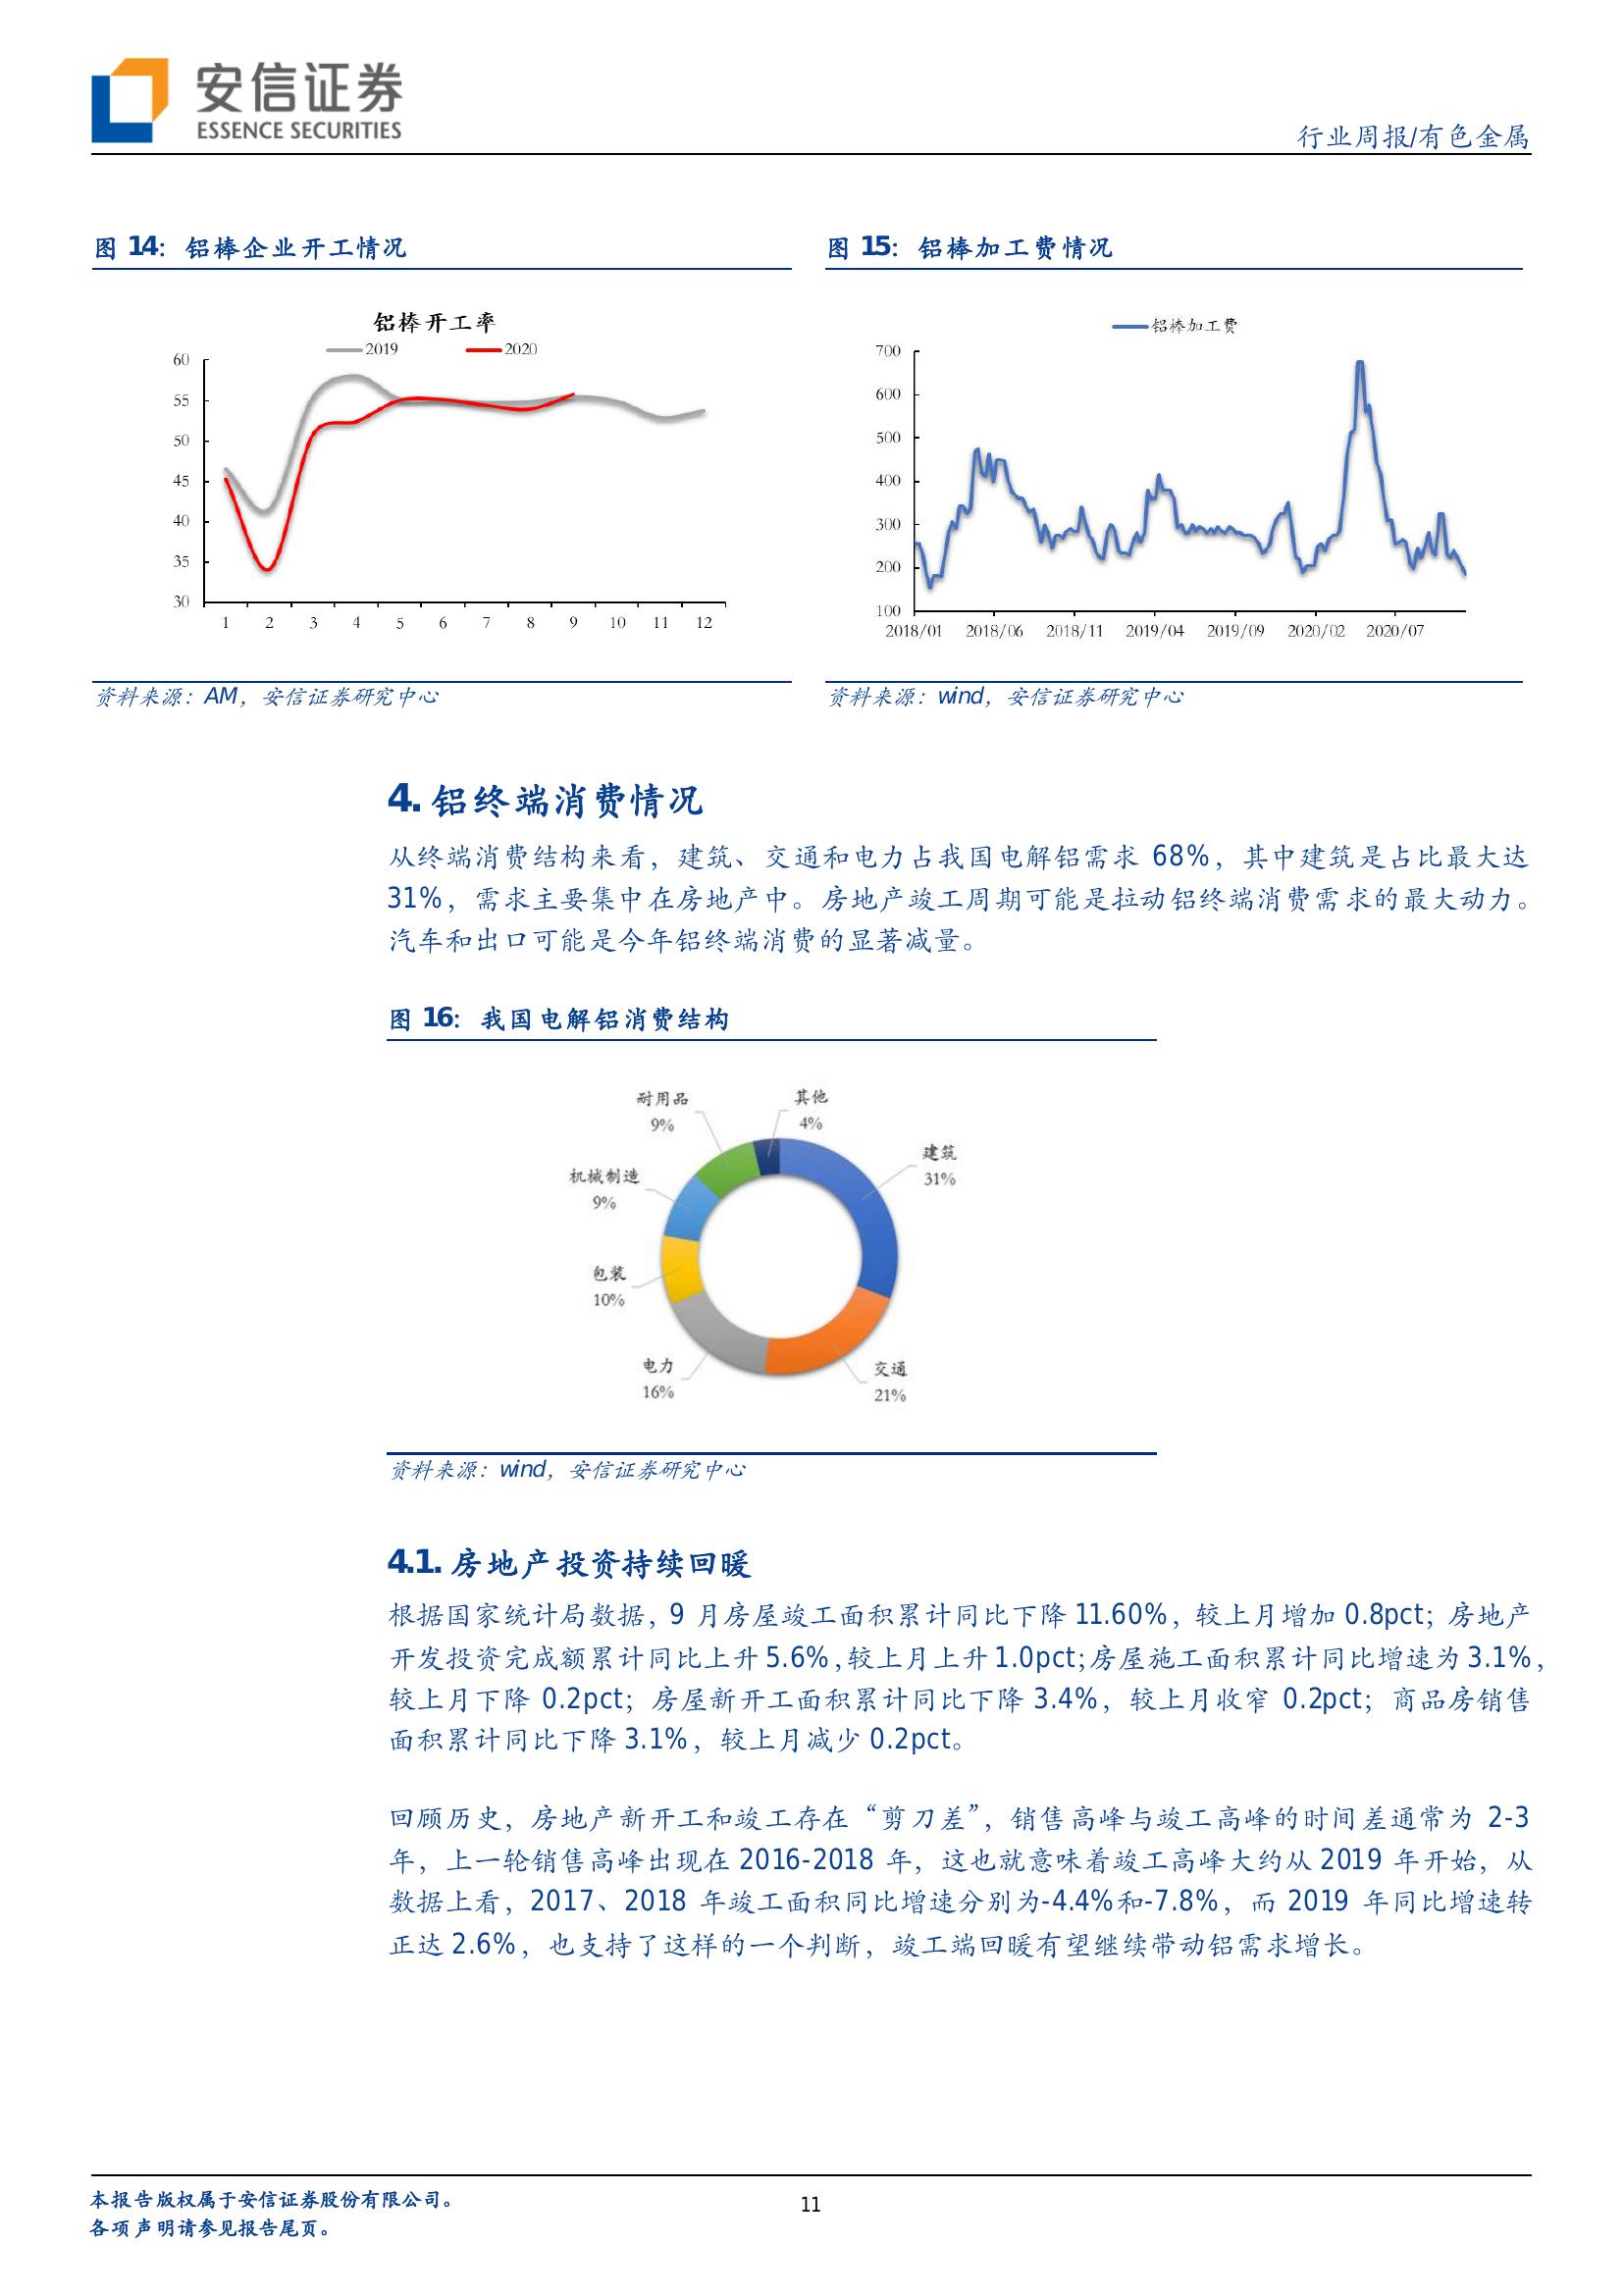 安信证券
ESSENCE SECURITIES
行业周报/有色金属
图 14：铝棒企业开工情况
铝棒开工率
2019 2020
60
55
50
45
40
35
30
1 2 3 4 5 6 7 8 9 10 11 12
资料来源：AM，安信证券研究中心
图 15：铝棒加工费情况
铝棒加工费
700
600
500
400
300
200
100
2018/01 2018/06 2018/11 2019/04 2019/09 2020/02 2020/07
资料来源：wind，安信证券研究中心
4. 铝终端消费情况
从终端消费结构来看，建筑、交通和电力占我国电解铝需求 68%，其中建筑是占比最大达
31%，需求主要集中在房地产中。房地产竣工周期可能是拉动铝终端消费需求的最大动力。
汽车和出口可能是今年铝终端消费的显著减量。
图 16：我国电解铝消费结构
耐用品
9%
其他
4%
建筑
31%
机械制造
9%
包装
10%
电力
16%
交通
21%
资料来源：wind，安信证券研究中心
4.1. 房地产投资持续回暖
根据国家统计局数据，9 月房屋竣工面积累计同比下降 11.60%，较上月增加 0.8pct；房地产
开发投资完成额累计同比上升 5.6%，较上月上升 1.0pct；房屋施工面积累计同比增速为 3.1%，
较上月下降 0.2pct；房屋新开工面积累计同比下降 3.4%，较上月收窄 0.2pct；商品房销售
面积累计同比下降 3.1%，较上月减少 0.2pct。
回顾历史，房地产新开工和竣工存在“剪刀差”，销售高峰与竣工高峰的时间差通常为 2-3
年，上一轮销售高峰出现在 2016-2018 年，这也就意味着竣工高峰大约从 2019 年开始，从
数据上看，2017、2018 年竣工面积同比增速分别为-4.4%和-7.8%，而 2019 年同比增速转
正达 2.6%，也支持了这样的一个判断，竣工端回暖有望继续带动铝需求增长。
本报告版权属于安信证券股份有限公司。
各项声明请参见报告尾页。
11